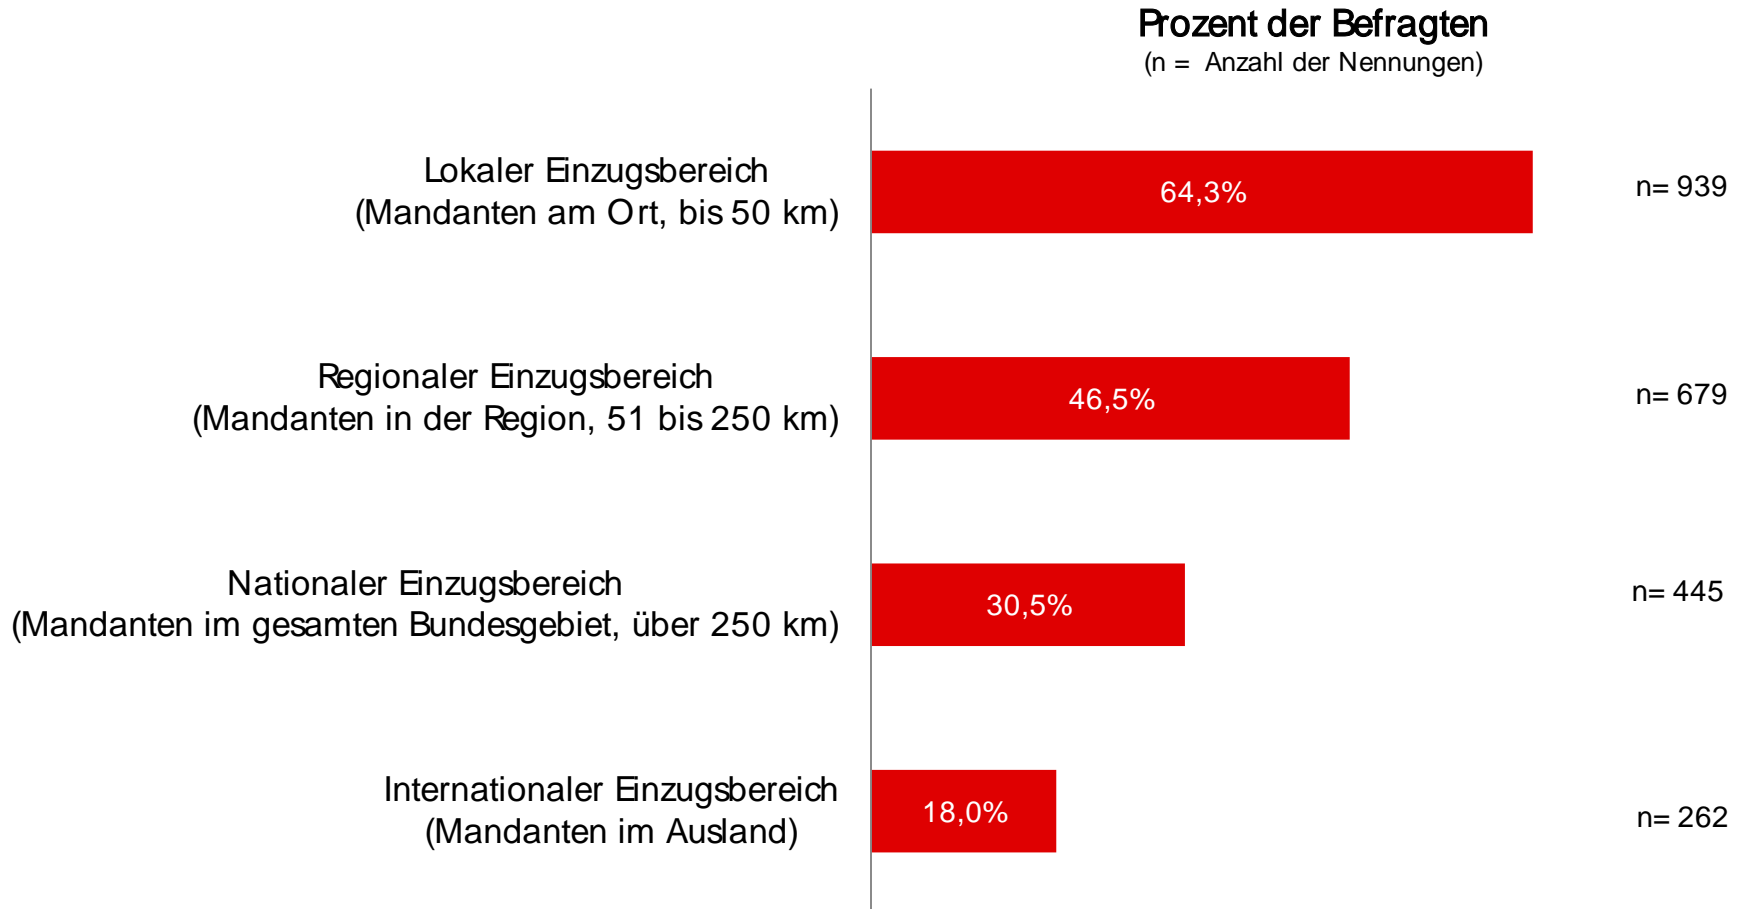 Prozent der Befragten
(n = Anzahl der Nennungen)
Lokaler Einzugsbereich
(Mandanten am Ort, bis 50 km)
64,3%
n= 939
Regionaler Einzugsbereich
(Mandanten in der Region, 51 bis 250 km)
46,5%
n= 679
Nationaler Einzugsbereich
(Mandanten im gesamten Bundesgebiet, über 250 km)
30,5%
n= 445
Internationaler Einzugsbereich
(Mandanten im Ausland)
18,0%
n= 262